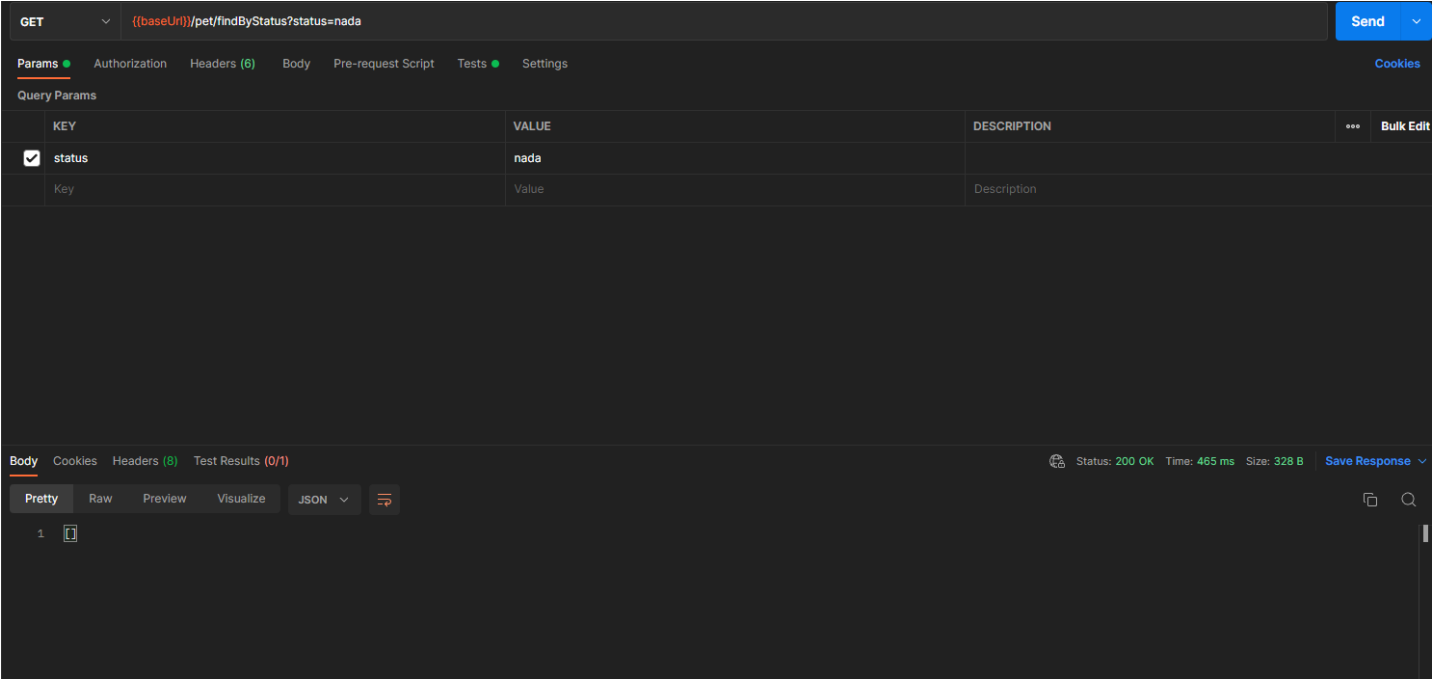 GET {{baseUrl}}/pet/findByStatus?status=nada Send
Params Authorization Headers (6) Body Pre-request Script Tests Settings Cookies
Query Params
KEY VALUE DESCRIPTION Bulk Edit
status nada
Key Value Description
Body Cookies Headers (8) Test Results (0/1) Status: 200 OK Time: 465 ms Size: 328 B Save Response
Pretty Raw Preview Visualize JSON
1 []